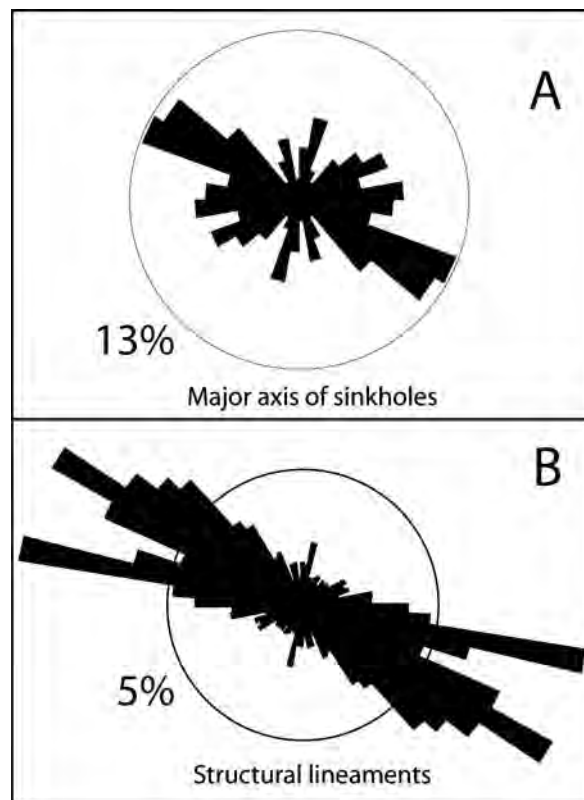 A
13%
Major axis of sinkholes
B
5%
Structural lineaments